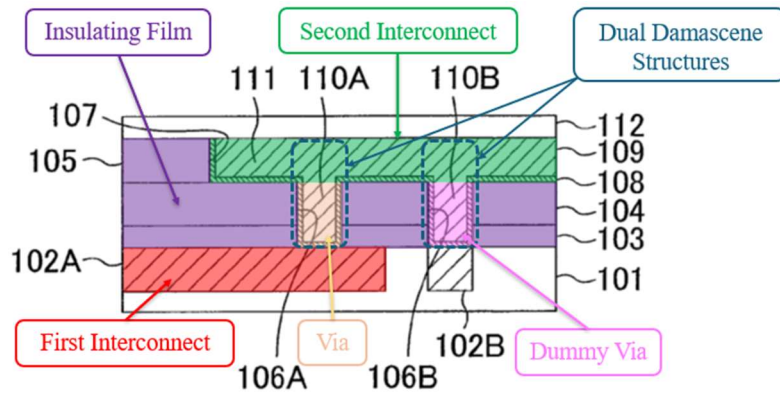 Insulating Film
Second Interconnect
Dual Damascene
Structures
110A
110B
107
111
112
105
109
108
104
103
102A
101
First Interconnect
Via
102B
Dummy Via
106A
106B